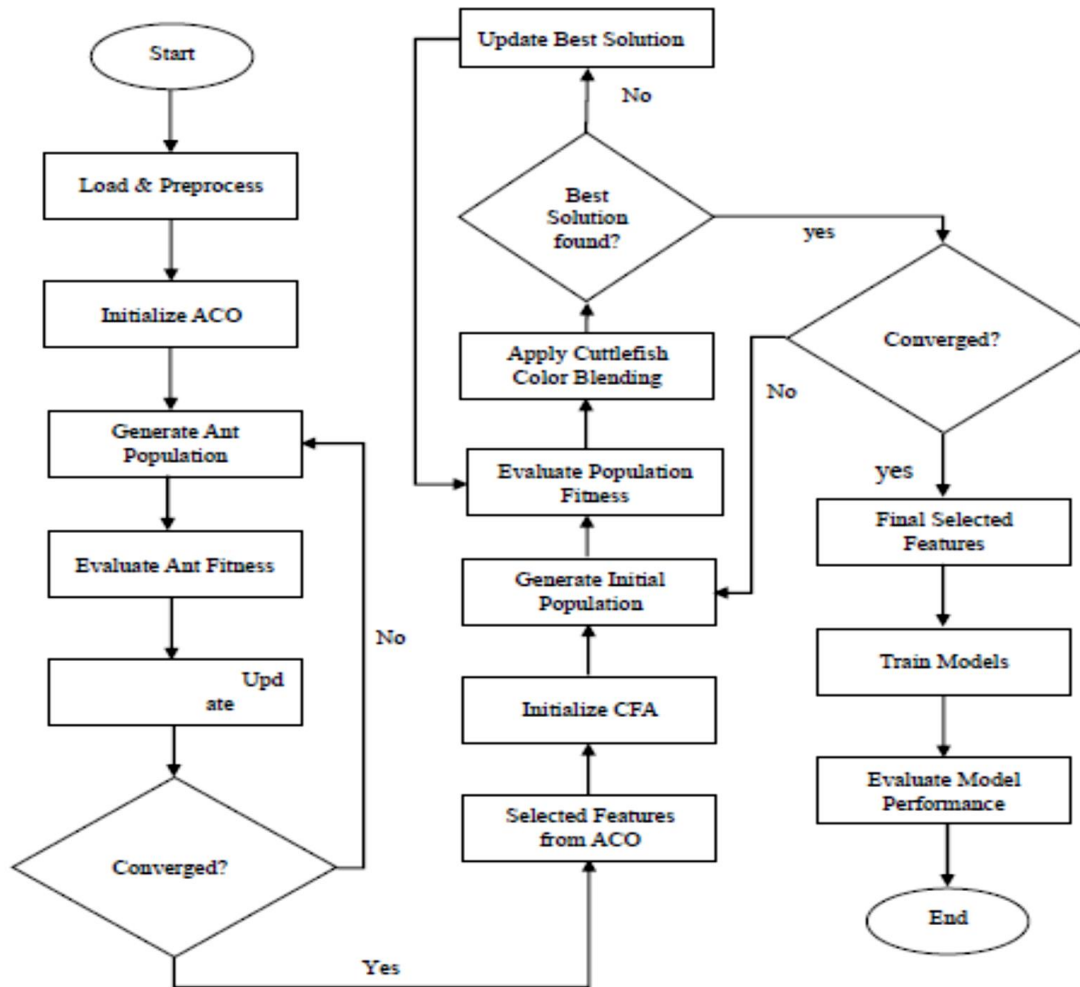 Start
Load & Preprocess
Initialize ACO
Generate Ant
Population
Evaluate Ant Fitness
No
Upd
ate
Converged?
Yes
Update Best Solution
No
Best
Solution
found?
yes
Apply Cuttlefish
Color Blending
Evaluate Population
Fitness
Generate Initial
Population
Initialize CFA
Selected Features
from ACO
Converged?
No
yes
Final Selected
Features
Train Models
Evaluate Model
Performance
End